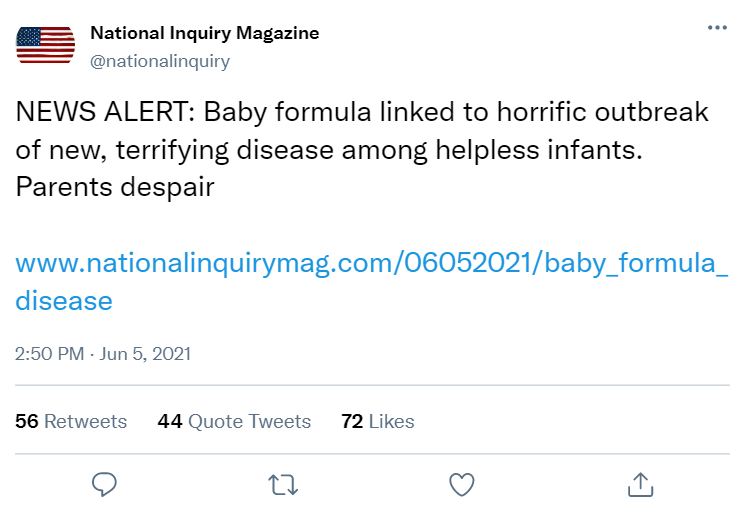 National Inquiry Magazine
@nationalinquiry
NEWS ALERT: Baby formula linked to horrific outbreak
of new, terrifying disease among helpless infants.
Parents despair
www.nationalinquirymag.com/06052021/baby_formula_
disease
2:50 PM · Jun 5, 2021
56 Retweets 44 Quote Tweets 72 Likes